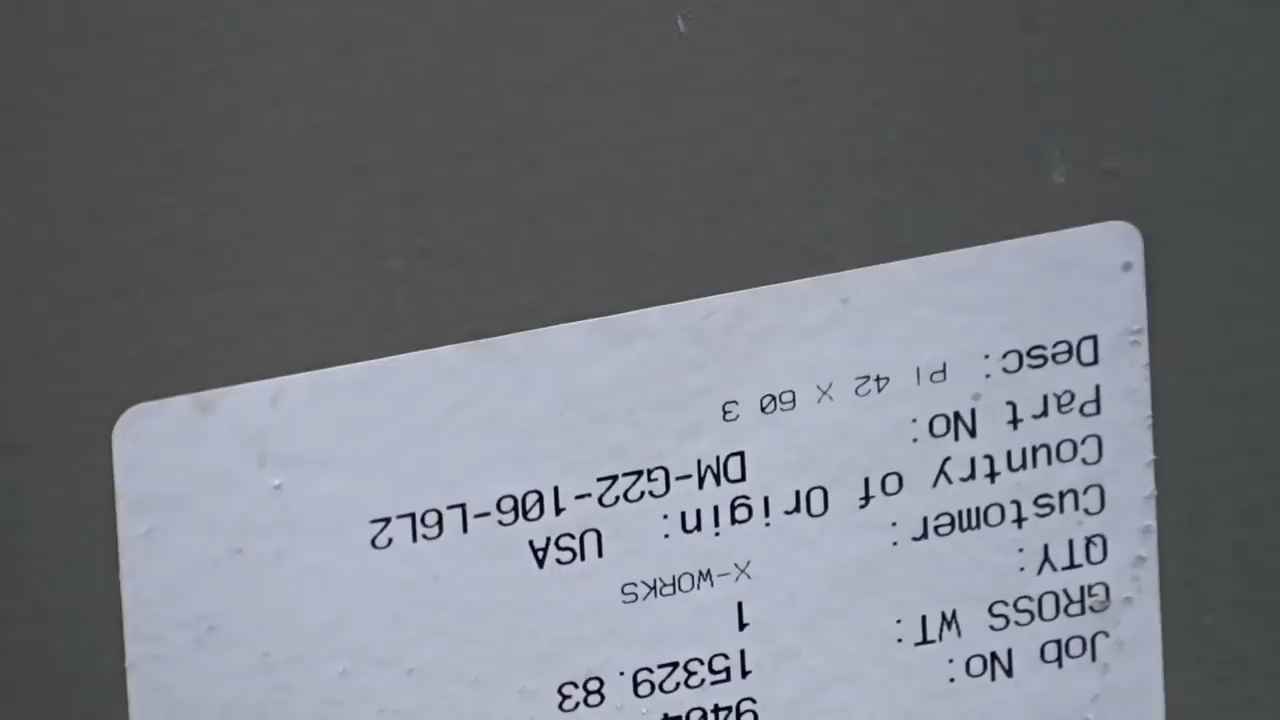 Desc: Pl 42 X 60 3
Part No: DM-G22-106-L6L2
Country of Origin: USA
Customer: X-WORKS
QTY: 1
GROSS WT: 15329.83
Job No: